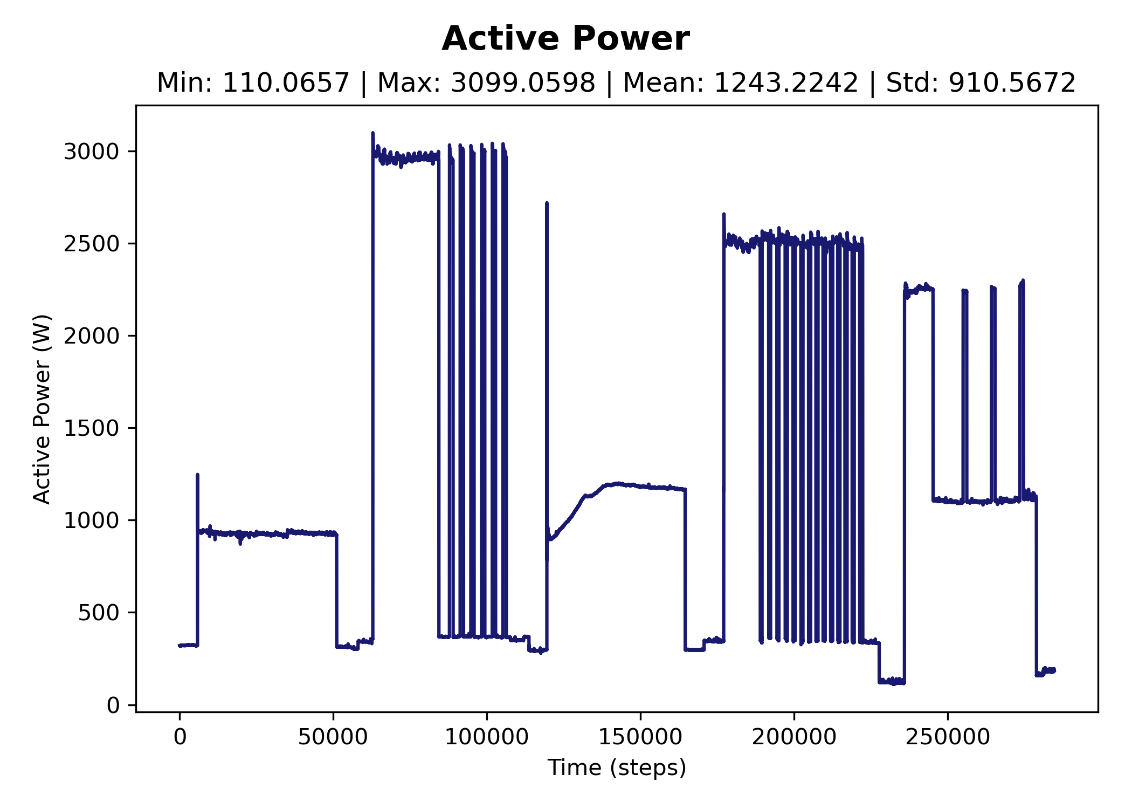 Active Power
Min: 110.0657 | Max: 3099.0598 | Mean: 1243.2242 | Std: 910.5672
Active Power (W)
3000
2500
2000
1500
1000
500
0
0 50000 100000 150000 200000 250000
Time (steps)